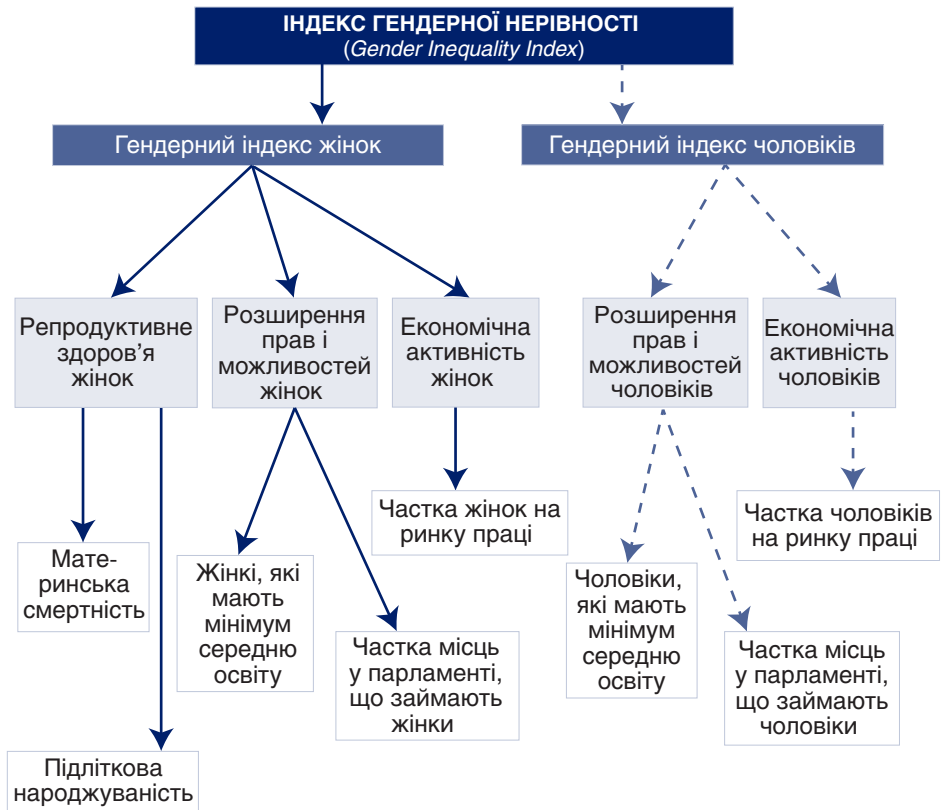 ІНДЕКС ГЕНДЕРНОЇ НЕРІВНОСТІ
(Gender Inequality Index)
Гендерний індекс жінок
Гендерний індекс чоловіків
Репродуктивне
здоров’я
жінок
Розширення
прав і
можливостей
жінок
Економічна
активність
жінок
Розширення
прав і
можливостей
чоловіків
Економічна
активність
чоловіків
Мате-
ринська
смертність
Підліткова
народжуваність
Жінкі, які
мають
мінімум
середню
освіту
Частка місць
у парламенті,
що займають
жінки
Частка жінок на
ринку праці
Чоловіки,
які мають
мінімум
середню
освіту
Частка місць
у парламенті,
що займають
чоловіки
Частка чоловіків
на ринку праці